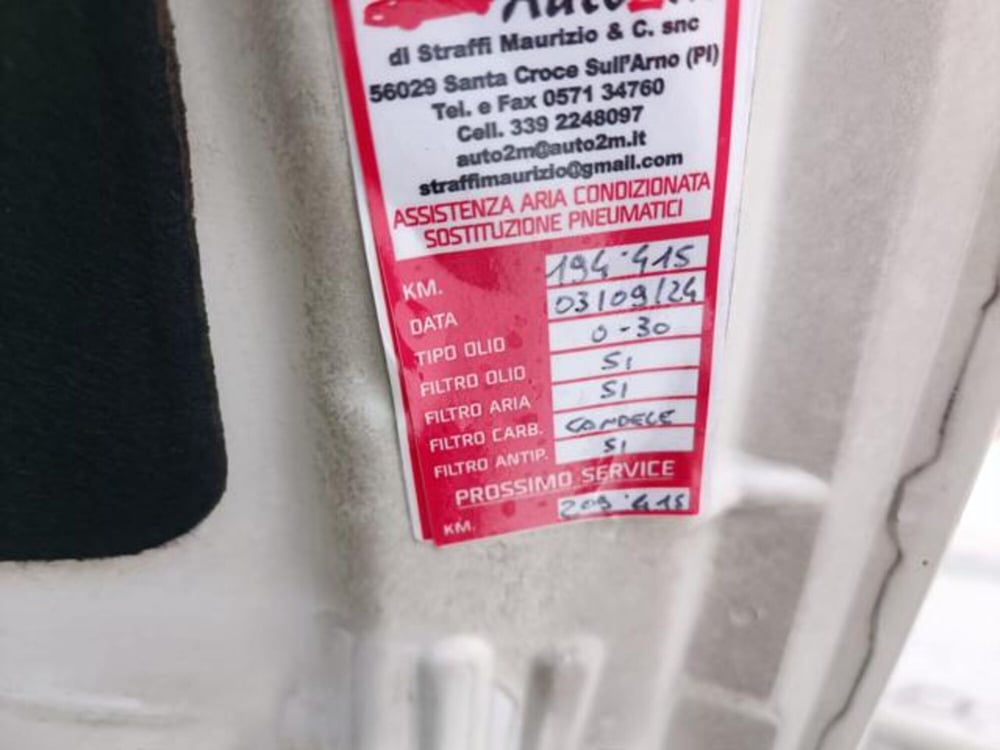 Auto2m
di Straffi Maurizio & C. snc
56029 Santa Croce Sull'Arno (PI)
Tel. e Fax 0571 34760
Cell. 339 2248097
auto2m@auto2m.it
straffimaurizio@gmail.com
ASSISTENZA ARIA CONDIZIONATA
SOSTITUZIONE PNEUMATICI
KM. 194.415
DATA 03/09/24
TIPO OLIO 0-30
FILTRO OLIO SI
FILTRO ARIA SI
FILTRO CARB. CANDELE
FILTRO ANTIP. SI
PROSSIMO SERVICE
KM. 209.415